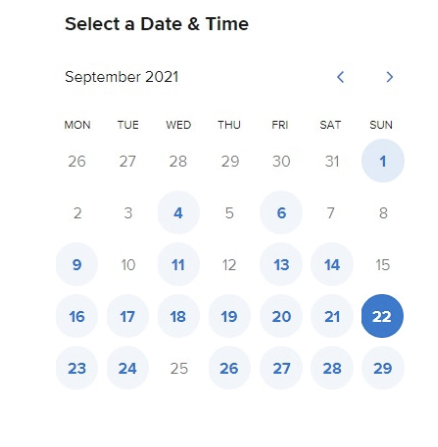 Select a Date & Time
September 2021
MON TUE WED THU FRI SAT SUN
26 27 28 29 30 31 1
2 3 4 5 6 7 8
9 10 11 12 13 14 15
16 17 18 19 20 21 22
23 24 25 26 27 28 29